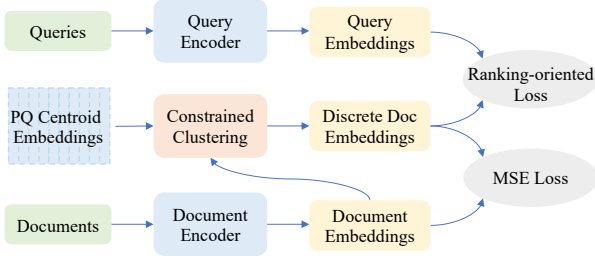 Queries
Query
Encoder
Query
Embeddings
Ranking-oriented
Loss
PQ Centroid
Embeddings
Constrained
Clustering
Discrete Doc
Embeddings
MSE Loss
Documents
Document
Encoder
Document
Embeddings